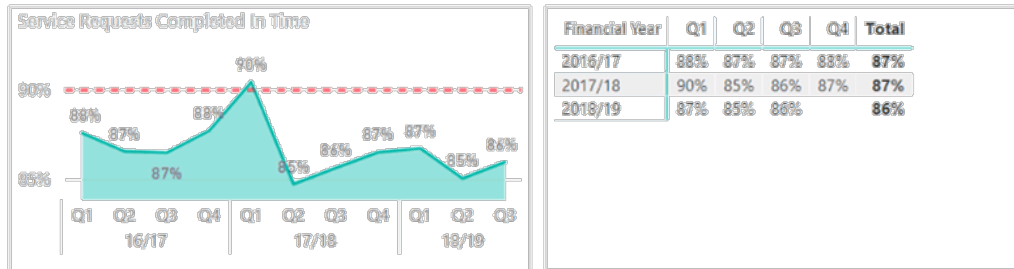 Service Requests Completed In Time
90%
90%
88%
88%
87%
87% 87%
86%
86%
85%
85%
87%
85%
Q1 Q2 Q3 Q4 Q1 Q2 Q3 Q4 Q1 Q2 Q3
16/17 17/18 18/19
Financial Year Q1 Q2 Q3 Q4 Total
2016/17 88% 87% 87% 88% 87%
2017/18 90% 85% 86% 87% 87%
2018/19 87% 85% 86% 86%